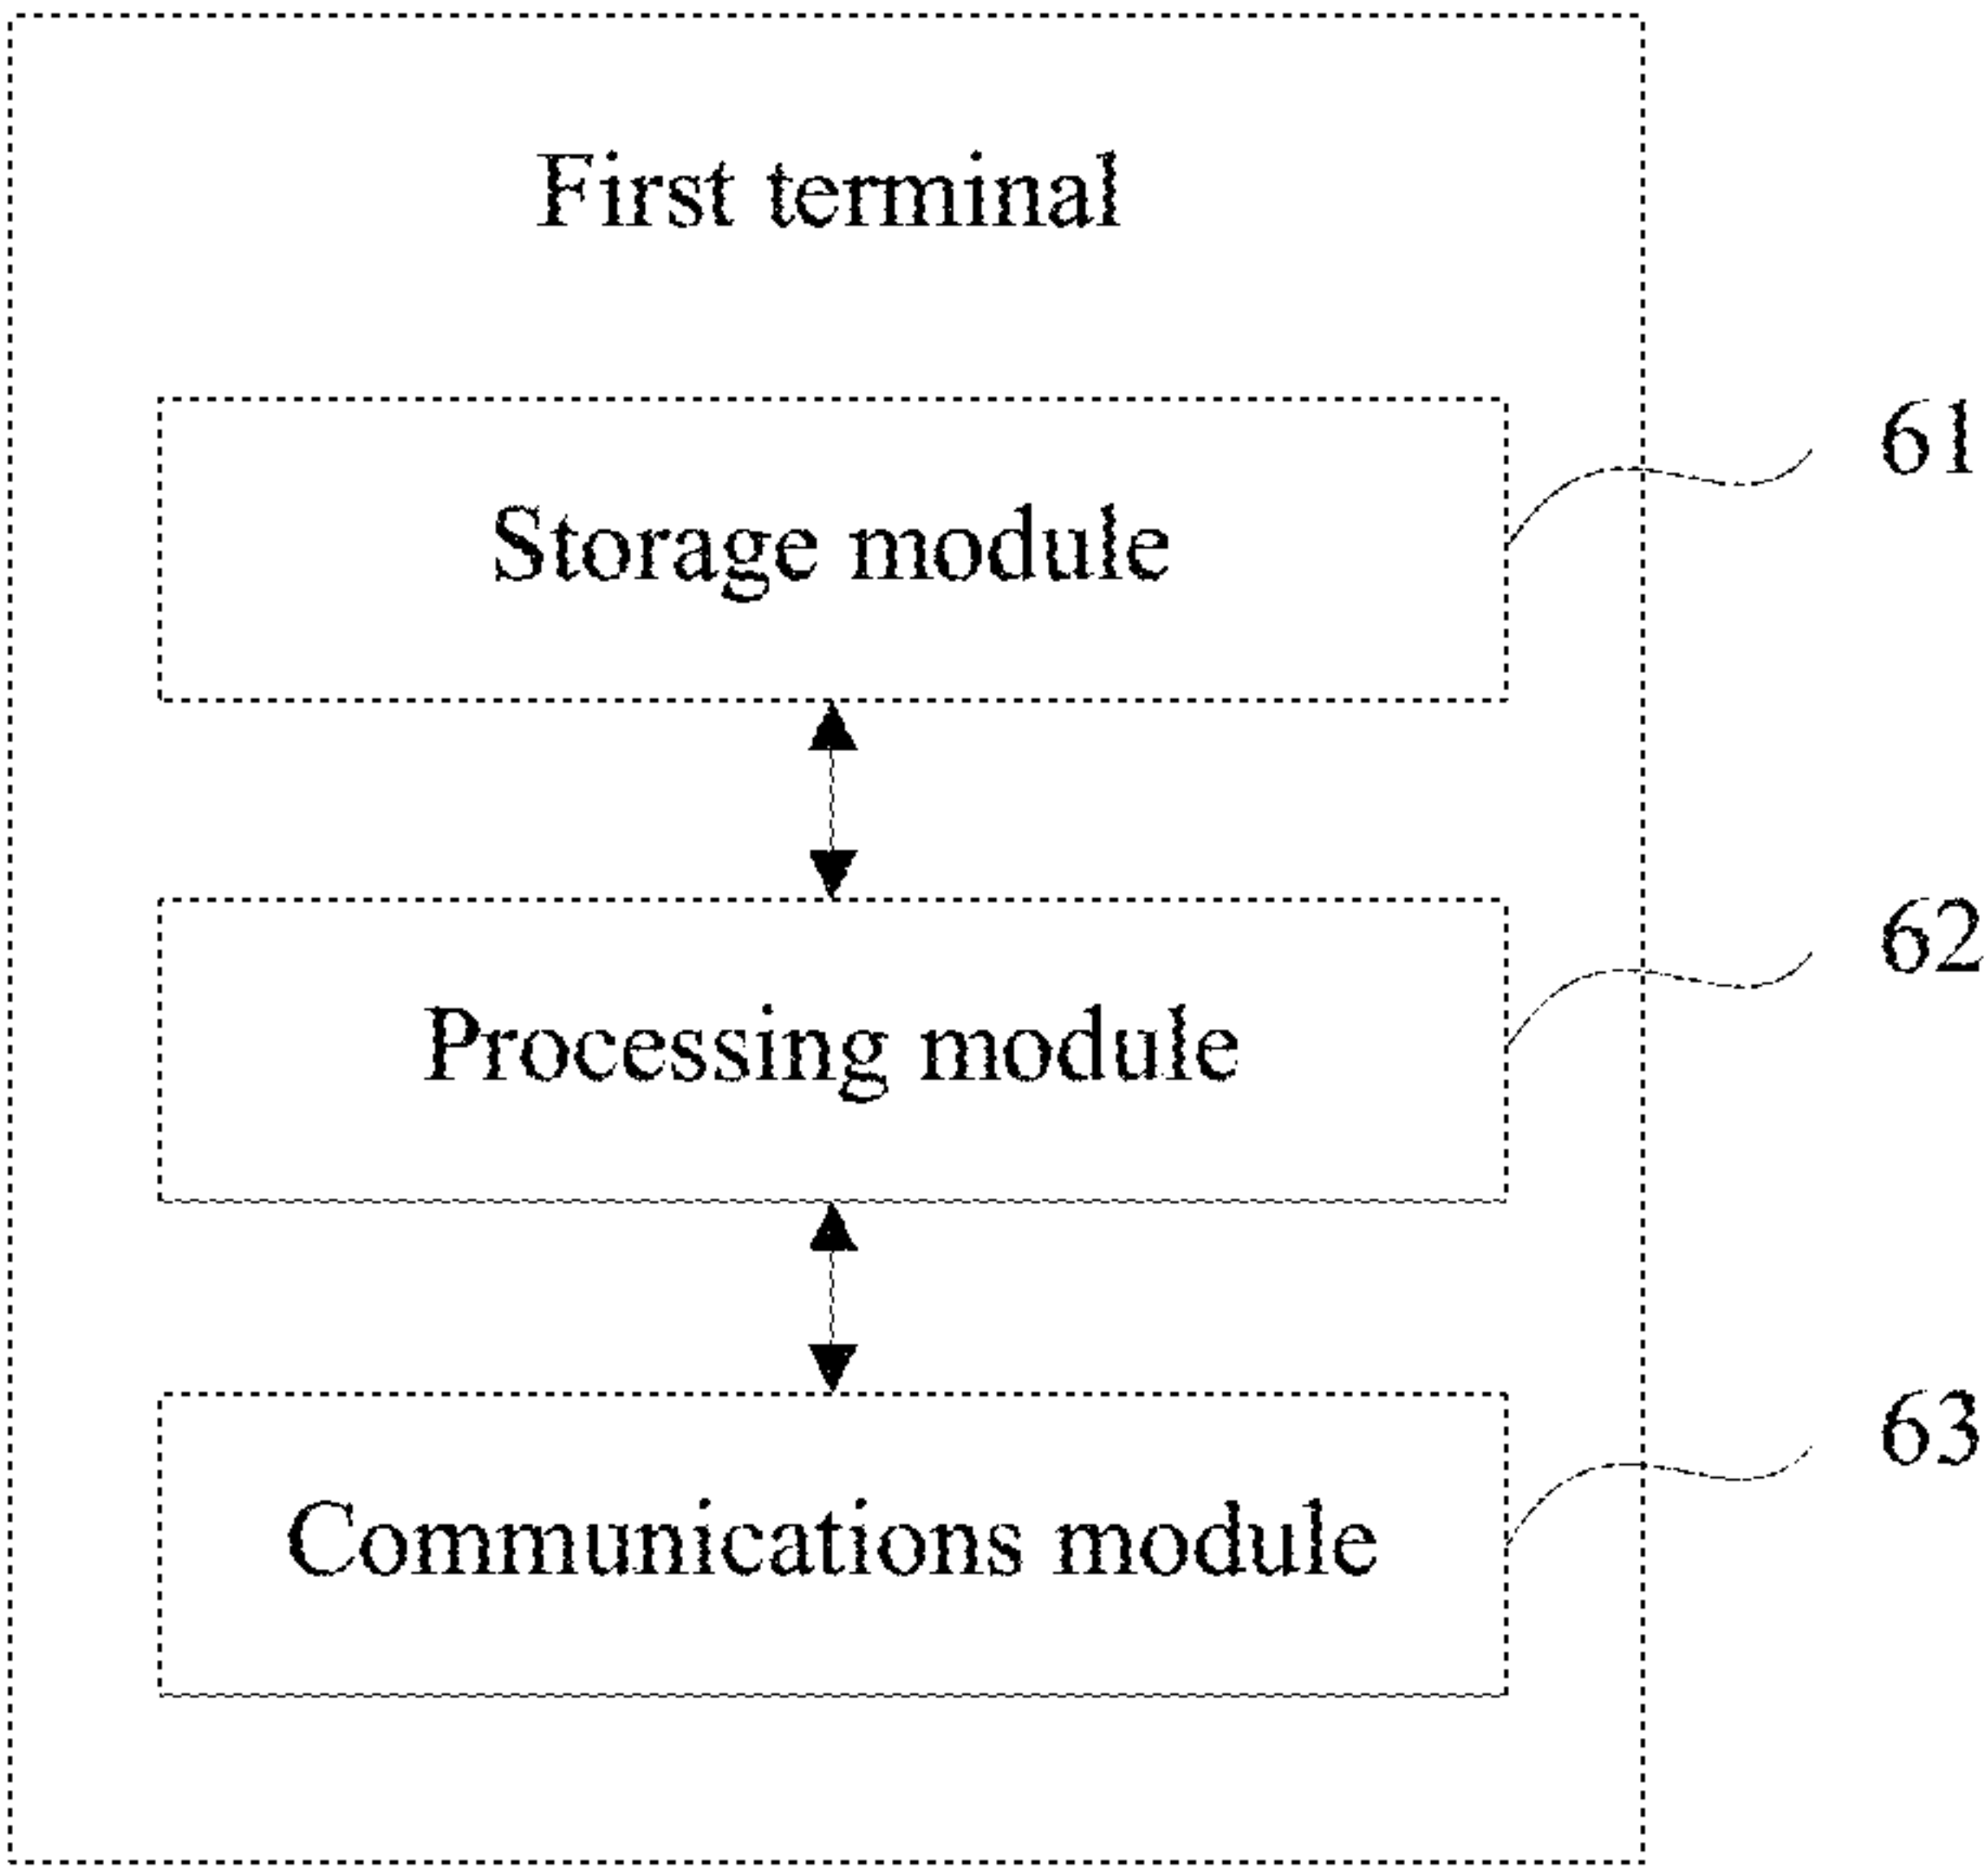 First terminal
61
Storage module
62
Processing module
63
Communications module